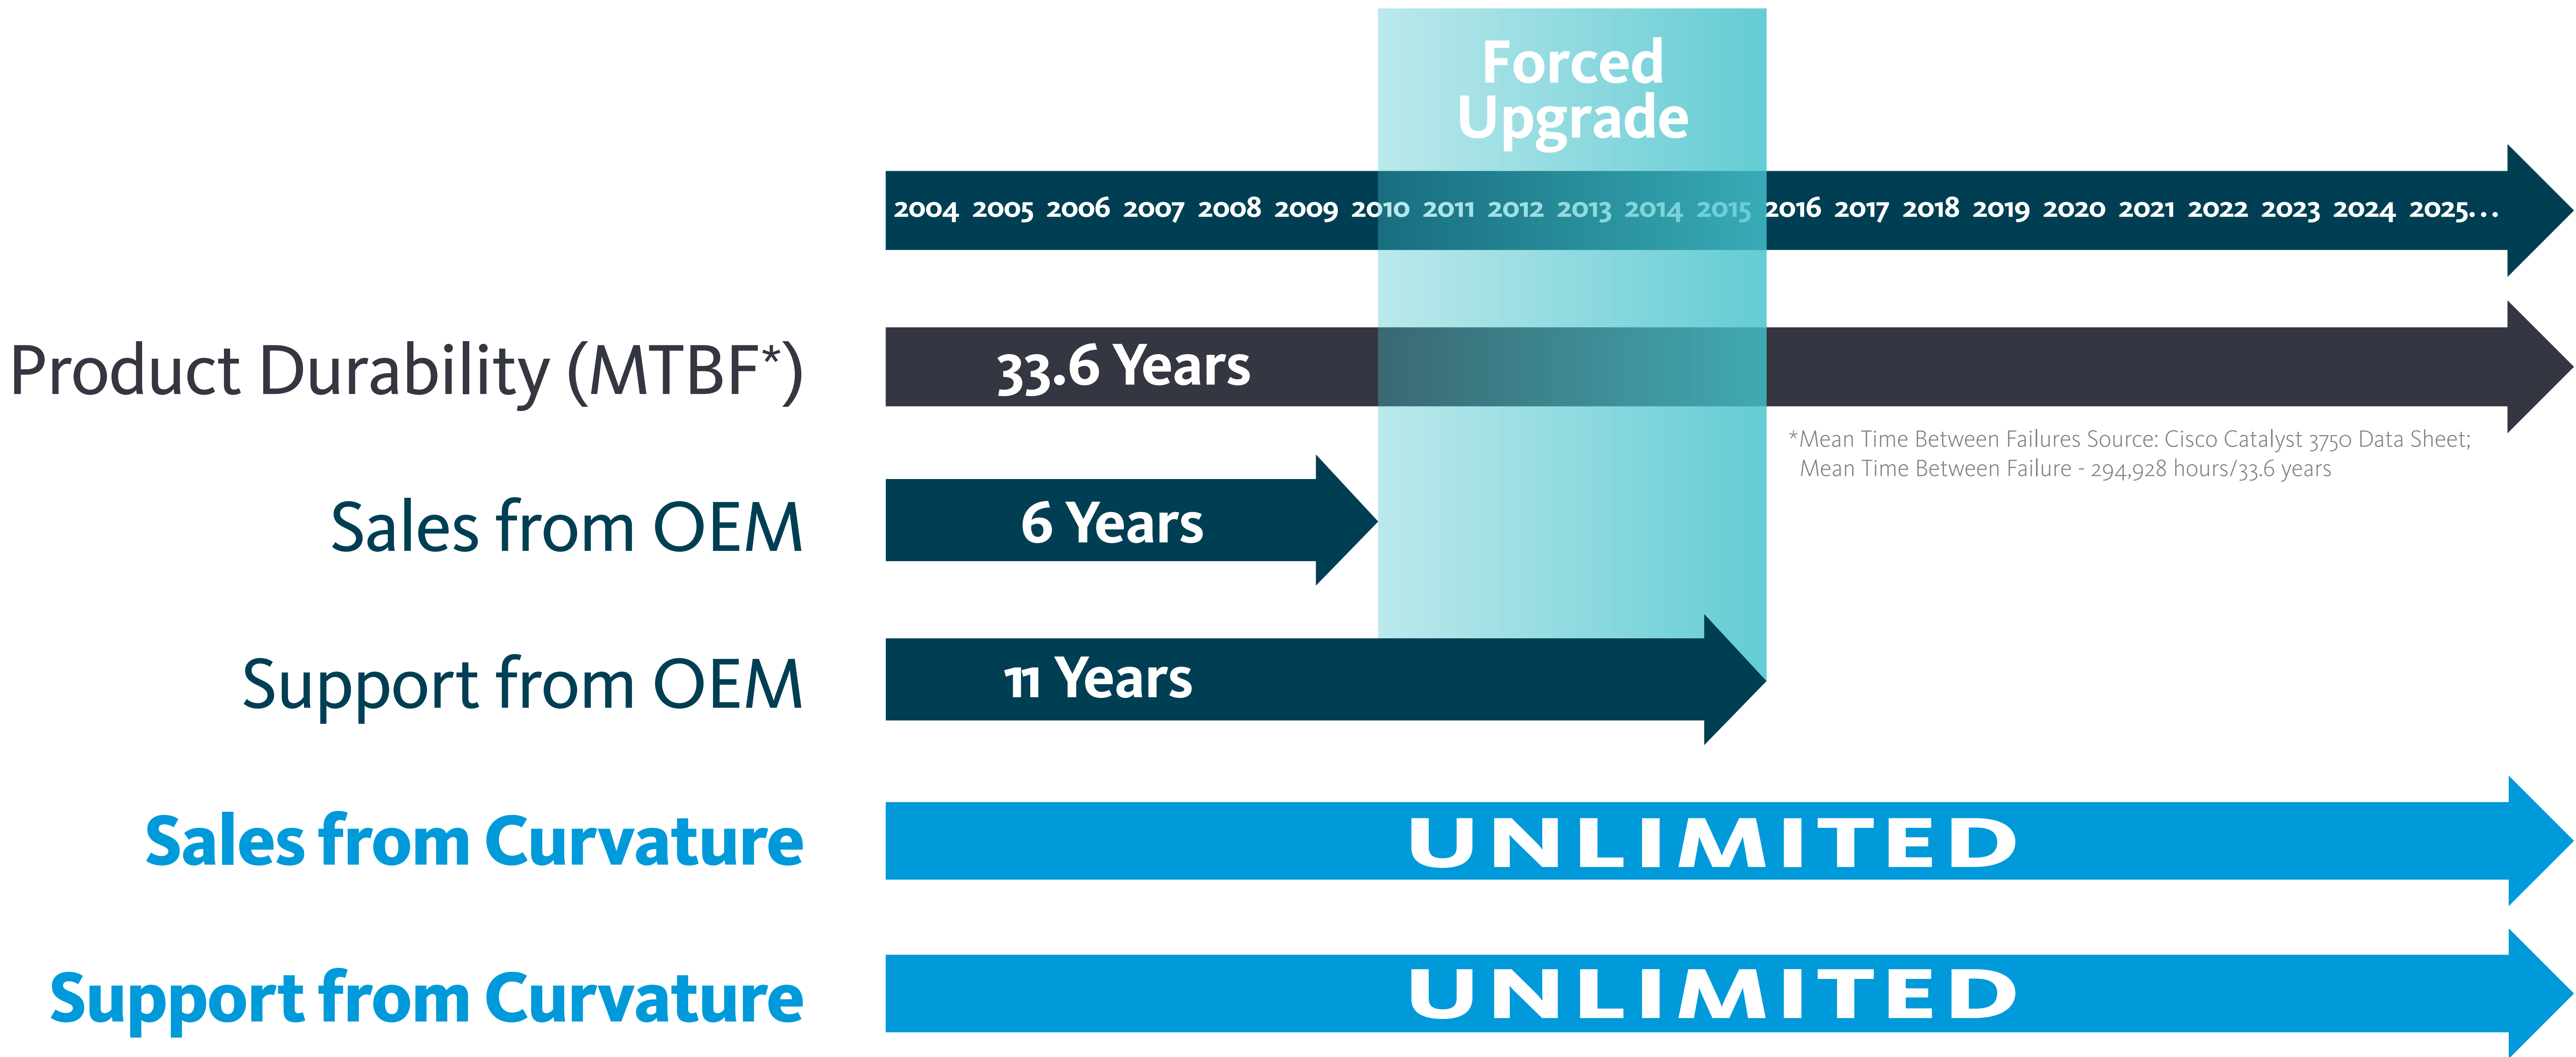 Forced
Upgrade
2004 2005 2006 2007 2008 2009 2010 2011 2012 2013 2014 2015 2016 2017 2018 2019 2020 2021 2022 2023 2024 2025...
Product Durability (MTBF*)
33.6 Years
*Mean Time Between Failures Source: Cisco Catalyst 3750 Data Sheet;
Mean Time Between Failure - 294,928 hours/33.6 years
Sales from OEM
6 Years
Support from OEM
11 Years
Sales from Curvature
UNLIMITED
Support from Curvature
UNLIMITED